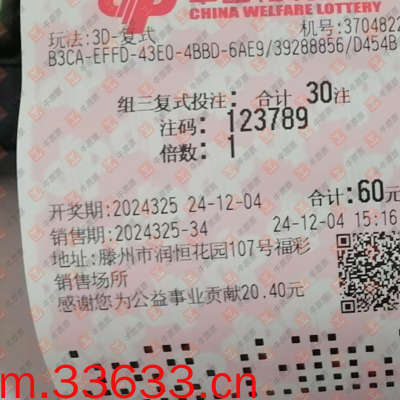 CHINA WELFARE LOTTERY
玩法:3D-复式 机号:3704822
B3CA-EFFD-43E0-4BBD-6AE9/39288856/D454B
组三复式投注: 合计 30注
注码: 123789
倍数: 1
开奖期:2024325 24-12-04 合计:60元
销售期:2024325-34 24-12-04 15:16
地址:滕州市润恒花园107号福彩
销售场所
感谢您为公益事业贡献20.40元
m.33633.cn